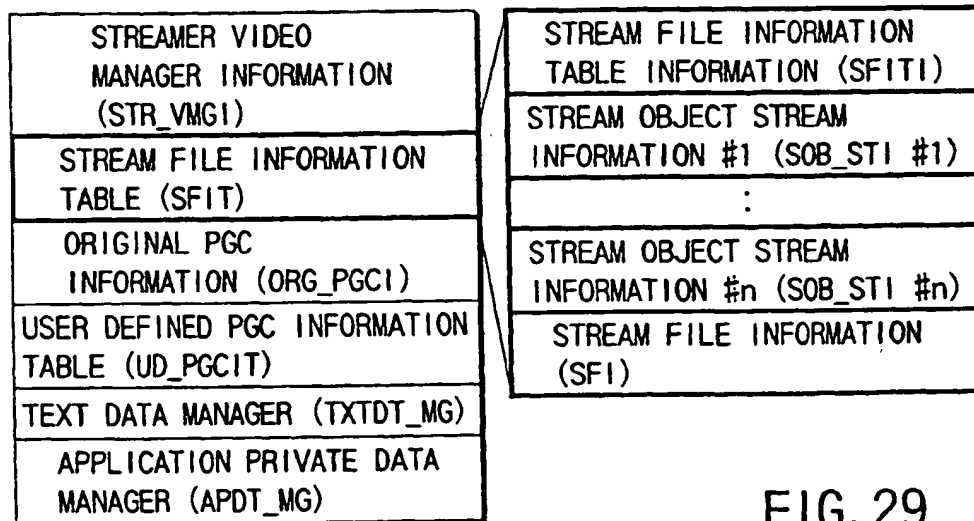 STREAMER VIDEO
MANAGER INFORMATION
(STR_VMGI)
STREAM FILE INFORMATION
TABLE (SFIT)
ORIGINAL PGC
INFORMATION (ORG_PGCI)
USER DEFINED PGC INFORMATION
TABLE (UD_PGCIT)
TEXT DATA MANAGER (TXTDT_MG)
APPLICATION PRIVATE DATA
MANAGER (APDT_MG)
STREAM FILE INFORMATION
TABLE INFORMATION (SFITI)
STREAM OBJECT STREAM
INFORMATION #1 (SOB_STI #1)
:
STREAM OBJECT STREAM
INFORMATION #n (SOB_STI #n)
STREAM FILE INFORMATION
(SFI)
FIG. 29